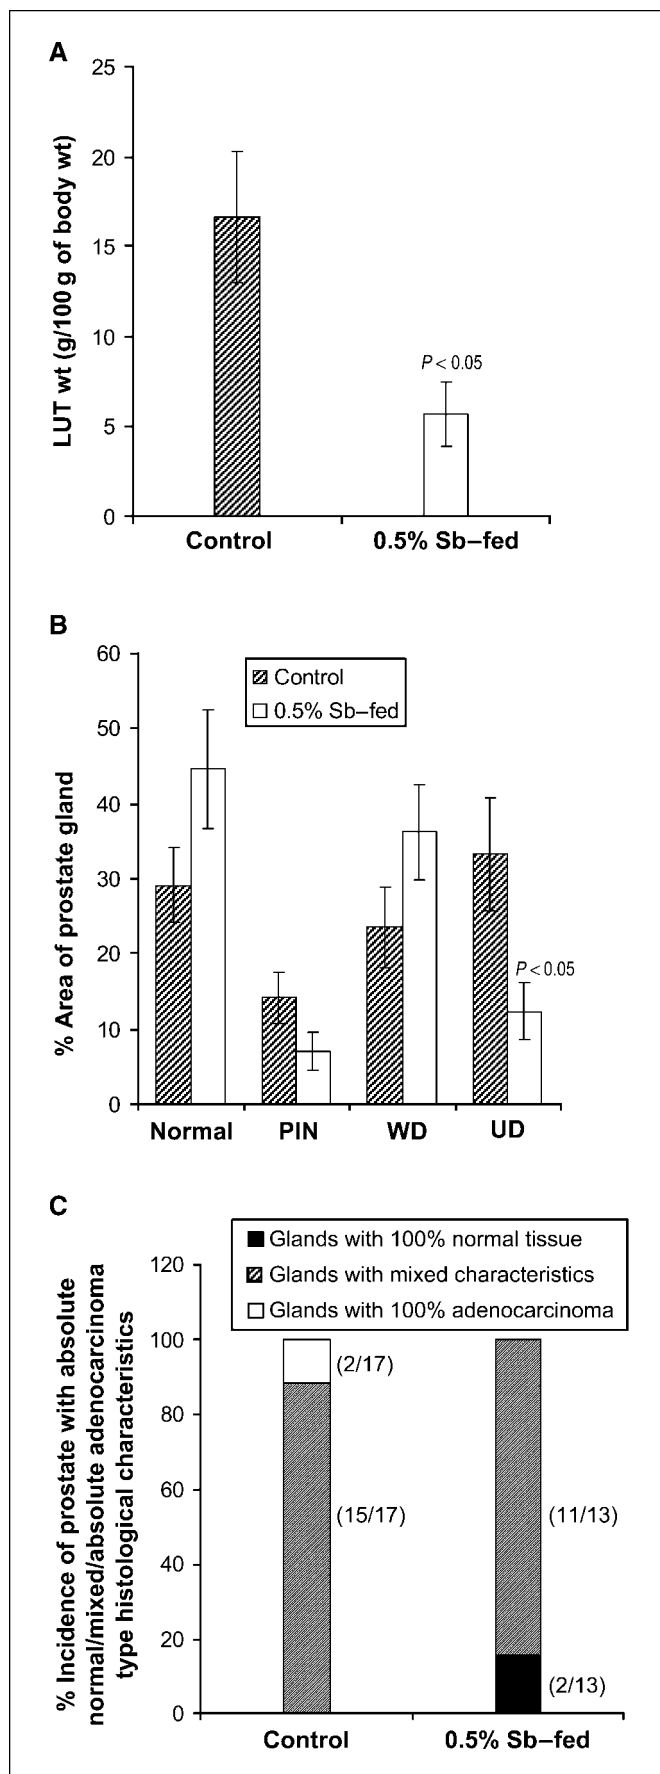 A
LUT wt (g/100 g of body wt)
25
20
15
10
5
0
P < 0.05
Control
0.5% Sb–fed
B
% Area of prostate gland
60
50
40
30
20
10
0
Control
0.5% Sb–fed
P < 0.05
Normal
PIN
WD
UD
C
% Incidence of prostate with absolute
normal/mixed/absolute adenocarcinoma
type histological characteristics
Glands with 100% normal tissue
Glands with mixed characteristics
Glands with 100% adenocarcinoma
120
100
80
60
40
20
0
(2/17)
(15/17)
(11/13)
(2/13)
Control
0.5% Sb–fed